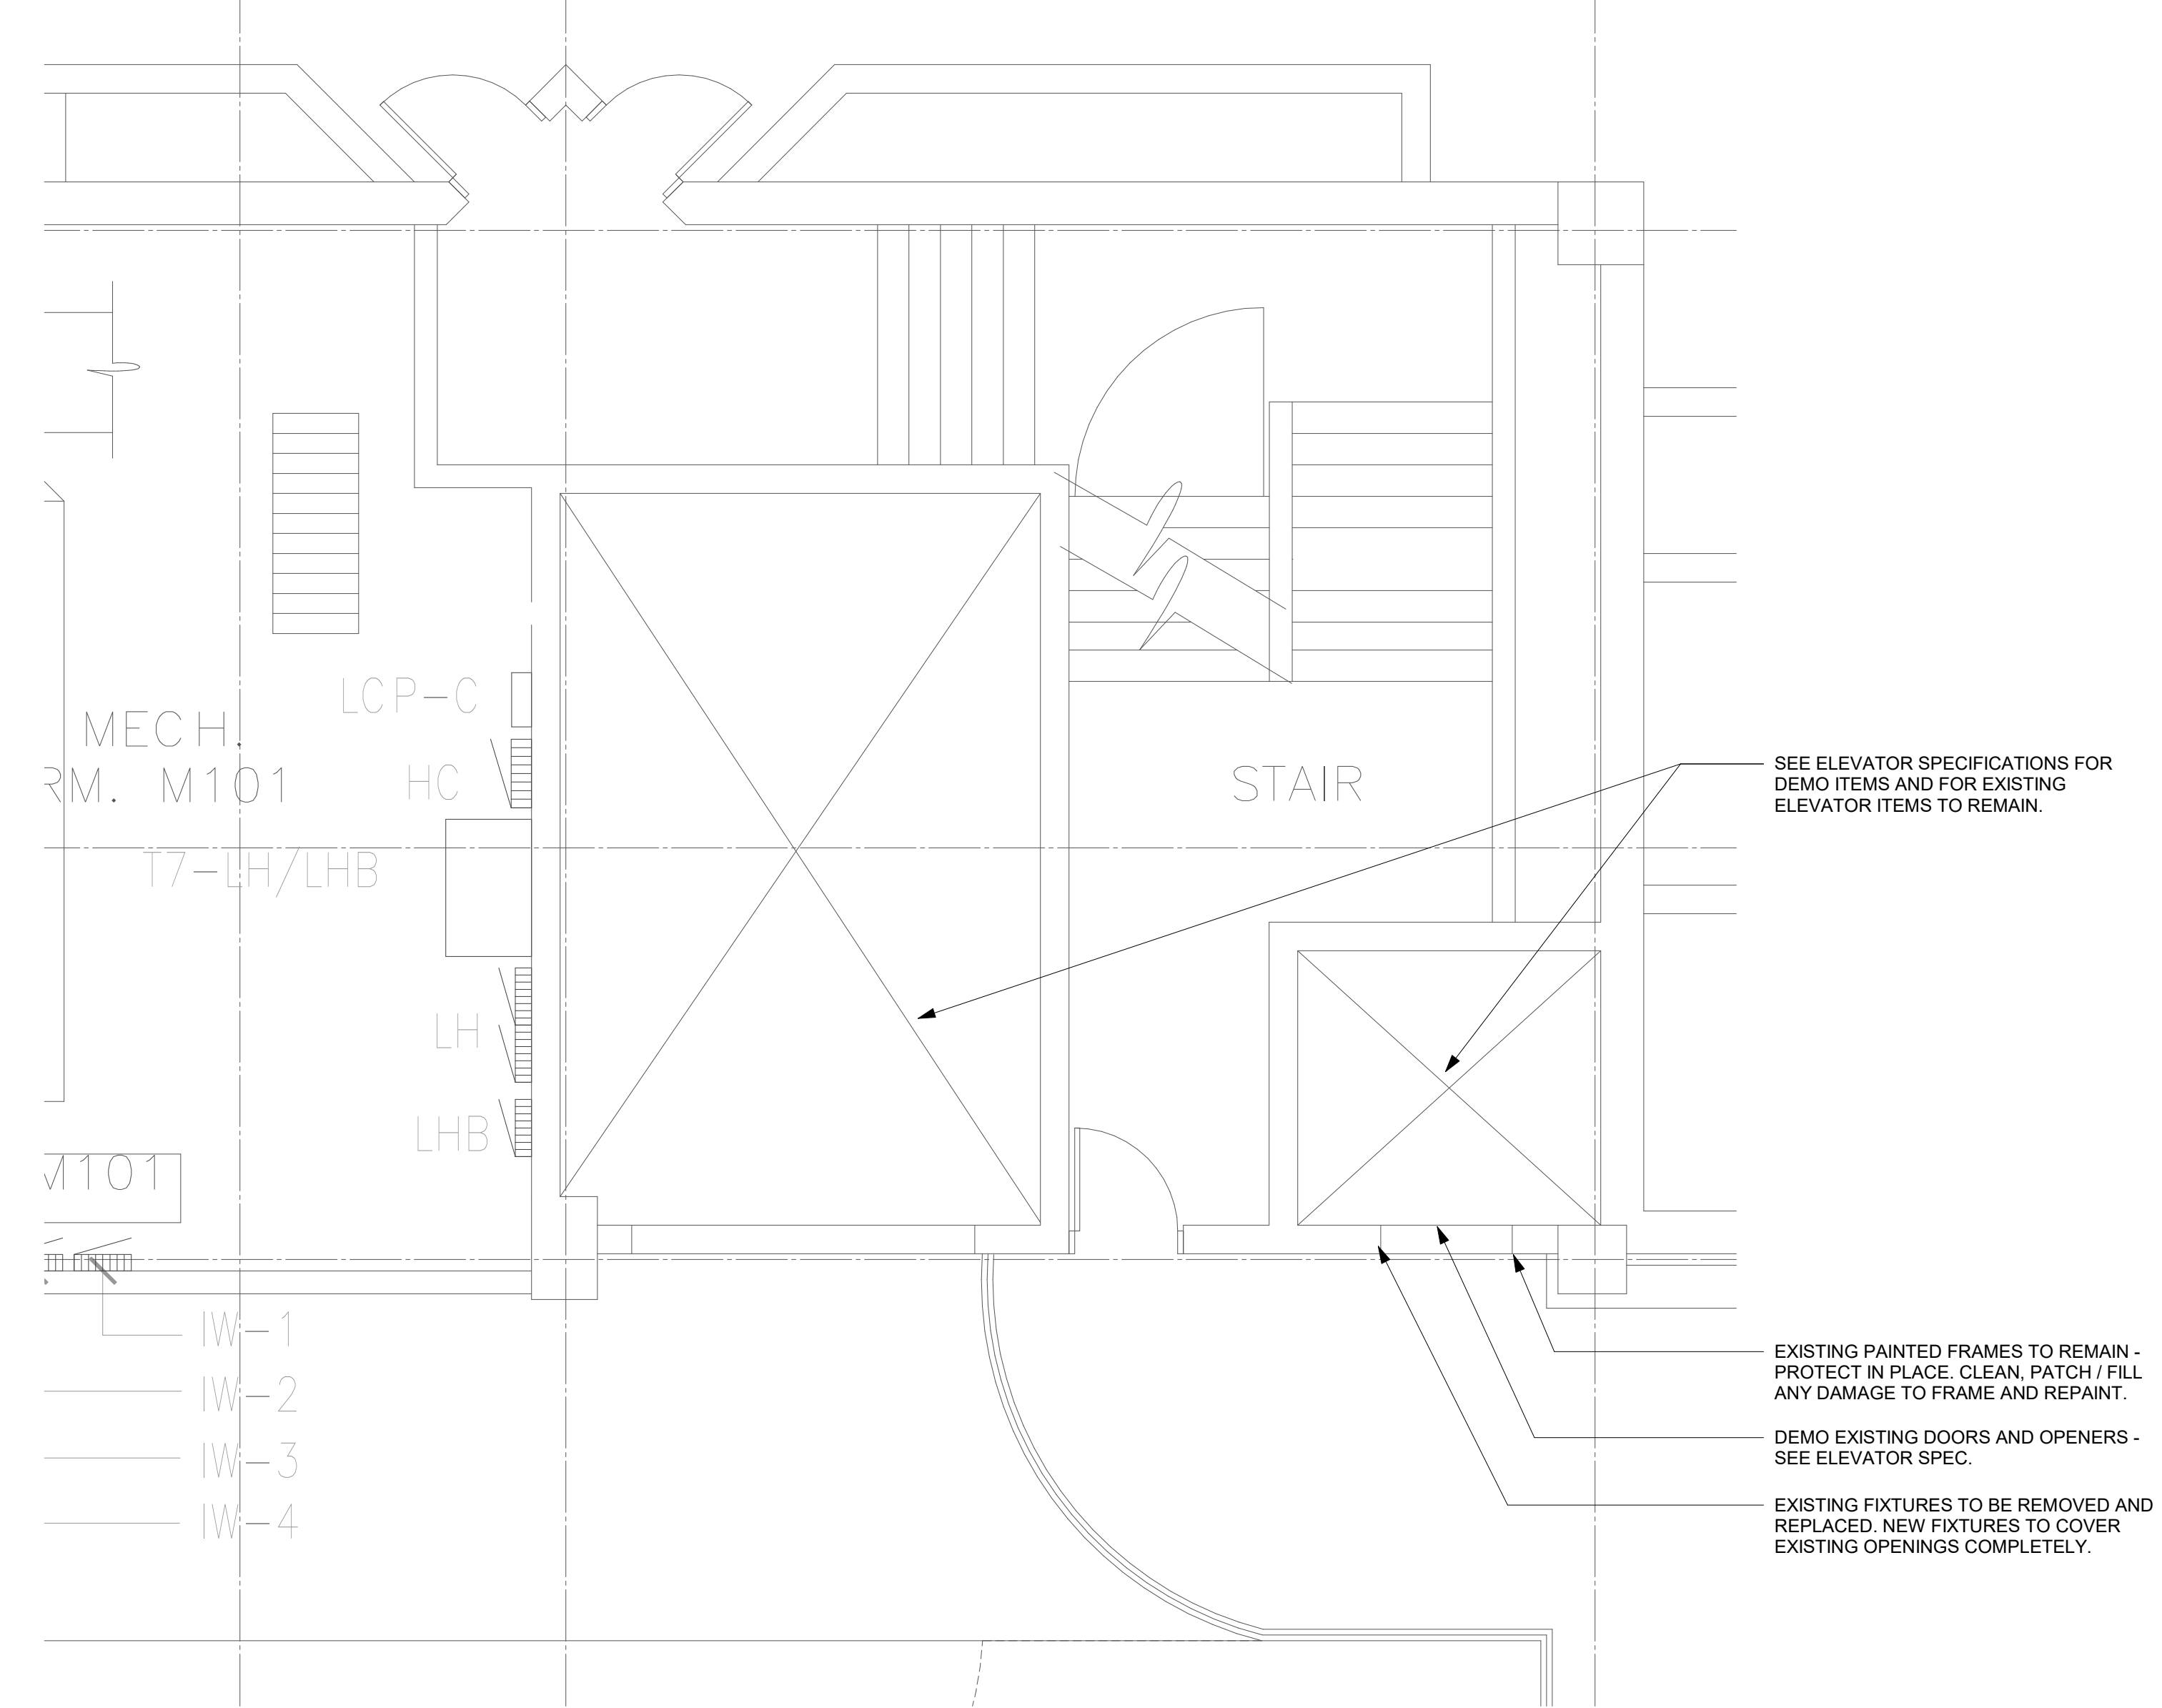 LCP-C
MECH.
RM. M101
HC
STAIR
SEE ELEVATOR SPECIFICATIONS FOR
DEMO ITEMS AND FOR EXISTING
ELEVATOR ITEMS TO REMAIN.
T7-LH/LHB
LH
LHB
M101
IW-1
IW-2
IW-3
IW-4
EXISTING PAINTED FRAMES TO REMAIN -
PROTECT IN PLACE. CLEAN, PATCH / FILL
ANY DAMAGE TO FRAME AND REPAINT.
DEMO EXISTING DOORS AND OPENERS -
SEE ELEVATOR SPEC.
EXISTING FIXTURES TO BE REMOVED AND
REPLACED. NEW FIXTURES TO COVER
EXISTING OPENINGS COMPLETELY.